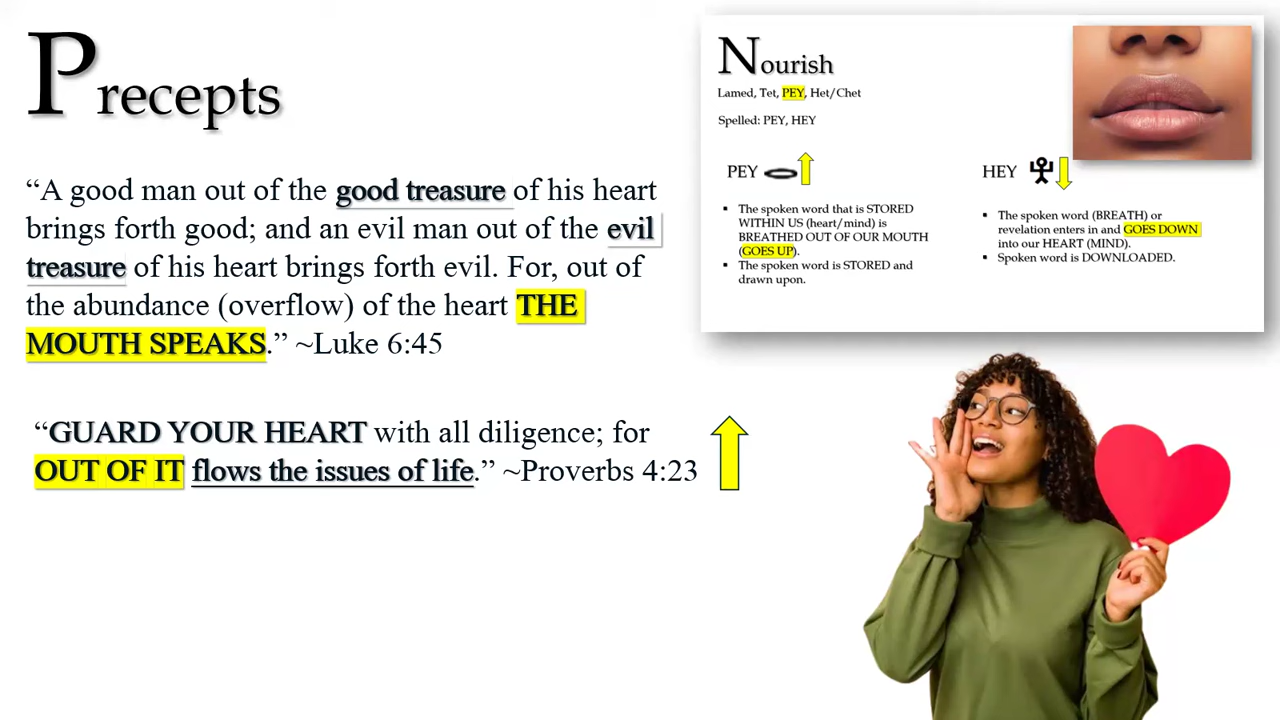 Precepts
“A good man out of the good treasure of his heart
brings forth good; and an evil man out of the evil
treasure of his heart brings forth evil. For, out of
the abundance (overflow) of the heart THE
MOUTH SPEAKS.” ~Luke 6:45
“GUARD YOUR HEART with all diligence; for
OUT OF IT flows the issues of life.” ~Proverbs 4:23
Nourish
Lamed, Tet, PEY, Het/Chet
Spelled: PEY, HEY
PEY
▪ The spoken word that is STORED
WITHIN US (heart/mind) is
BREATHED OUT OF OUR MOUTH
(GOES UP).
▪ The spoken word is STORED and
drawn upon.
HEY
▪ The spoken word (BREATH) or
revelation enters in and GOES DOWN
into our HEART (MIND).
▪ Spoken word is DOWNLOADED.